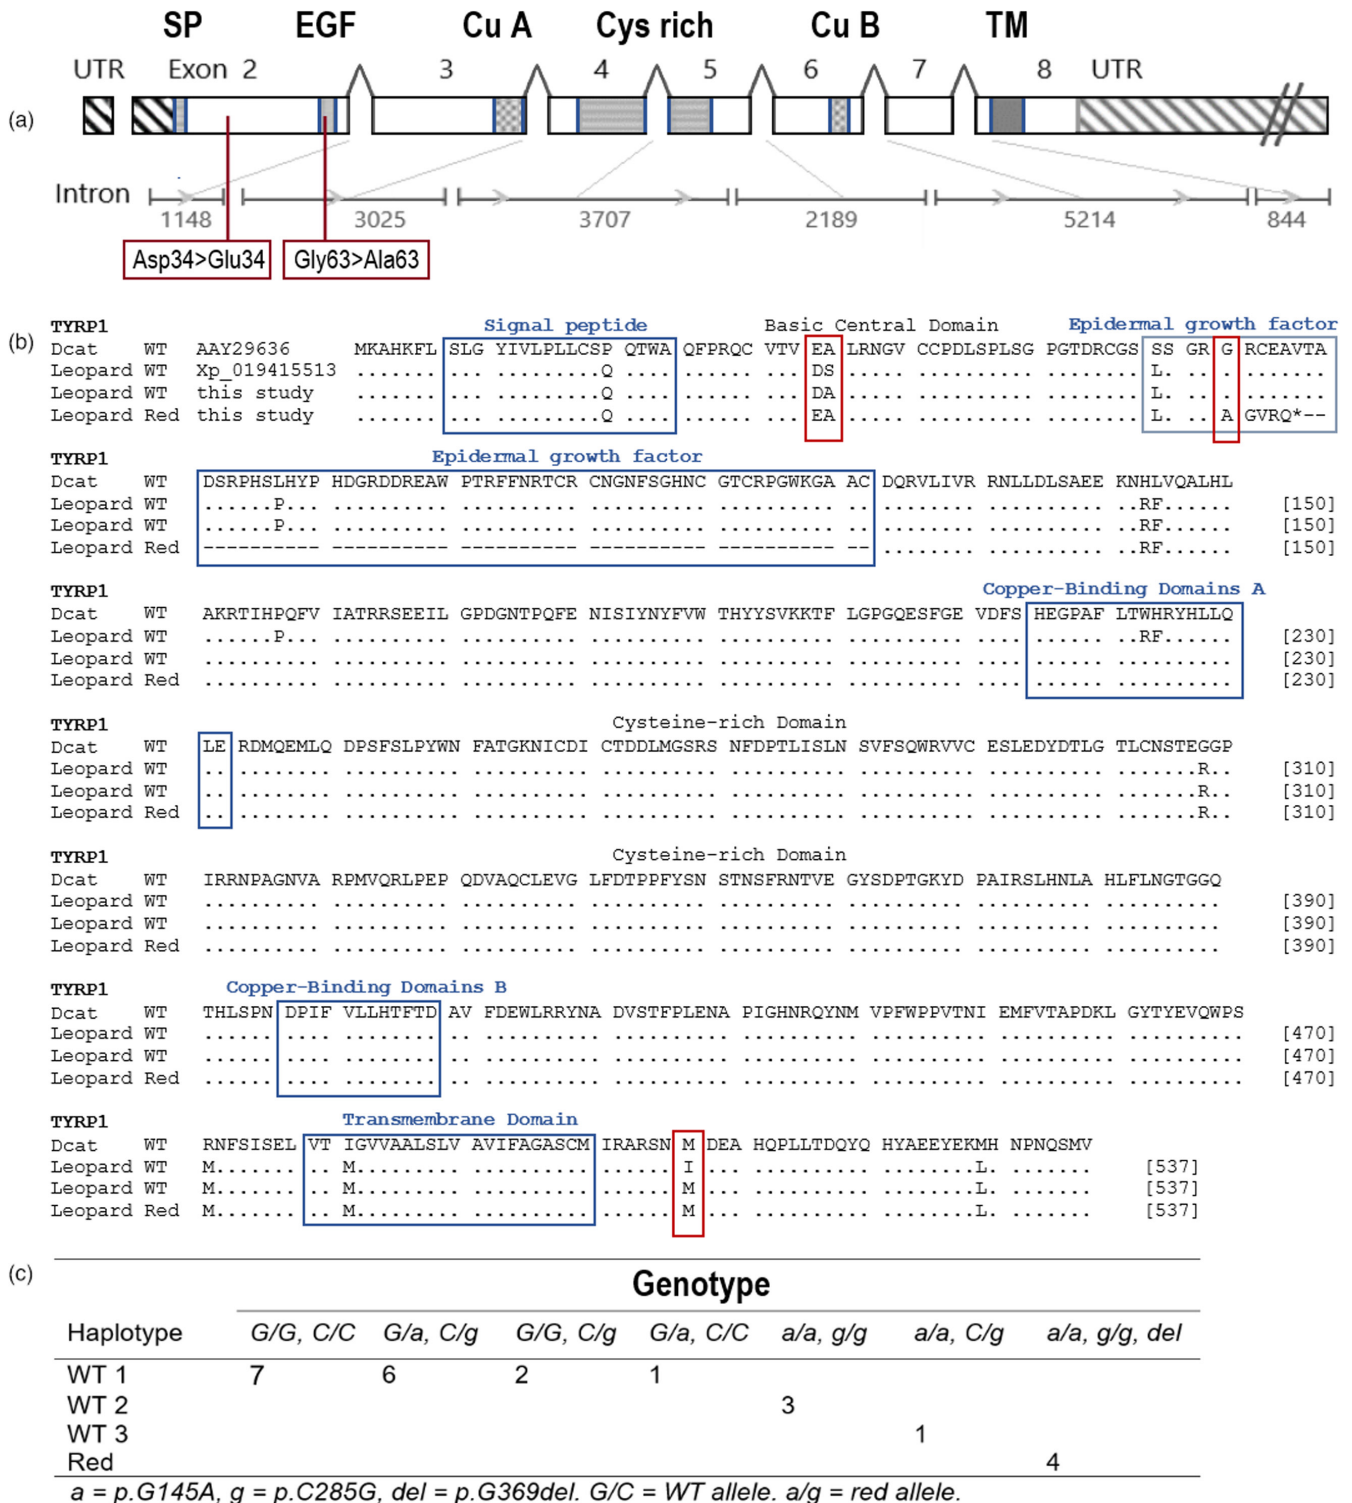 SP EGF Cu A Cys rich Cu B TM
UTR Exon 2 3 4 5 6 7 8 UTR
(a)
Intron
1148 3025 3707 2189 5214 844
Asp34>Glu34 Gly63>Ala63
(b)
TYRP1 Signal peptide Basic Central Domain Epidermal growth factor
Dcat WT AAY29636 MKAHKFL SLG YIVLPLLCSP QTWA QFPRQC VTV EA LRNGV CCPDLSPLSG PGTDRCGS SS GR G RCEAVTA
Leopard WT Xp_019415513 ....... ... .........Q .... ...... ... DS ..... .......... ........ L. .. . .......
Leopard WT this study ....... ... .........Q .... ...... ... DA ..... .......... ........ .. .. . .......
Leopard Red this study ....... ... .........Q .... ...... ... EA ..... .......... ........ L. .. A GVRQ*--
TYRP1 Epidermal growth factor
Dcat WT DSRPHSLHYP HDGRDDREAW PTRFFNRTCR CNGNFSGHNC GTCRPGWKGA AC DQRVLIVR RNLLDLSAEE KNHLVQALHL
Leopard WT ......P... .......... .......... .......... .......... .. ........ .......... ..RF...... [150]
Leopard WT ......P... .......... .......... .......... .......... .. ........ .......... ..RF...... [150]
Leopard Red ---------- ---------- ---------- ---------- ---------- -- ........ .......... ..RF...... [150]
TYRP1 Copper-Binding Domains A
Dcat WT AKRTIHPQFV IATRRSEEIL GPDGNTPQFE NISIYNYFVW THYYSVKKTF LGPGQESFGE VDFS HEGPAF LTWHRYHLLQ
Leopard WT ......P... .......... .......... .......... .......... .......... .... ...... ..RF...... [230]
Leopard WT .......... .......... .......... .......... .......... .......... .... ...... .......... [230]
Leopard Red .......... .......... .......... .......... .......... .......... .... ...... .......... [230]
TYRP1 Cysteine-rich Domain
Dcat WT LE RDMQEMLQ DPSFSLPYWN FATGKNICDI CTDDLMGSRS NFDPTLISLN SVFSQWRVVC ESLEDYDTLG TLCNSTEGGP
Leopard WT .. ........ .......... .......... .......... .......... .......... .......... .......R.. [310]
Leopard WT .. ........ .......... .......... .......... .......... .......... .......... .......R.. [310]
Leopard Red .. ........ .......... .......... .......... .......... .......... .......... .......R.. [310]
TYRP1 Cysteine-rich Domain
Dcat WT IRRNPAGNVA RPMVQRLPEP QDVAQCLEVG LFDTPPFYSN STNSFRNTVE GYSDPTGKYD PAIRSLHNLA HLFLNGTGGQ
Leopard WT .......... .......... .......... .......... .......... .......... .......... .......... [390]
Leopard WT .......... .......... .......... .......... .......... .......... .......... .......... [390]
Leopard Red .......... .......... .......... .......... .......... .......... .......... .......... [390]
TYRP1 Copper-Binding Domains B
Dcat WT THLSPN DPIF VLLHTFTD AV FDEWLRRYNA DVSTFPLENA PIGHNRQYNM VPFWPPVTNI EMFVTAPDKL GYTYEVQWPS
Leopard WT ...... .... ........ .. .......... .......... .......... .......... .......... .......... [470]
Leopard WT ...... .... ........ .. .......... .......... .......... .......... .......... .......... [470]
Leopard Red ...... .... ........ .. .......... .......... .......... .......... .......... .......... [470]
TYRP1 Transmembrane Domain
Dcat WT RNFSISEL VT IGVVAALSLV AVIFAGASCM IRARSN M DEA HQPLLTDQYQ HYAEEYEKMH NPNQSMV
Leopard WT M....... .. M......... .......... ...... I ... .......... ........L. ....... [537]
Leopard WT M....... .. M......... .......... ...... M ... .......... ........L. ....... [537]
Leopard Red M....... .. M......... .......... ...... M ... .......... ........L. ....... [537]
(c)
Genotype
Haplotype G/G, C/C G/a, C/g G/G, C/g G/a, C/C a/a, g/g a/a, C/g a/a, g/g, del
WT 1 7 6 2 1
WT 2 3
WT 3 1
Red 4
a = p.G145A, g = p.C285G, del = p.G369del. G/C = WT allele. a/g = red allele.